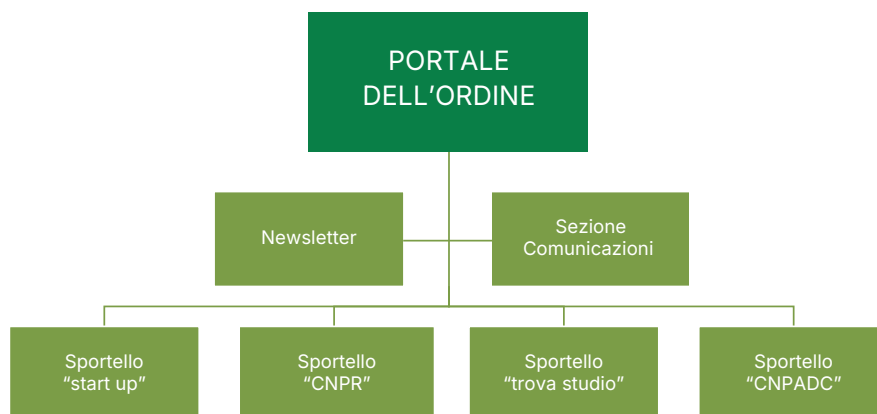 PORTALE
DELL’ORDINE
Newsletter
Sezione
Comunicazioni
Sportello
“start up”
Sportello
“CNPR”
Sportello
“trova studio”
Sportello
“CNPADC”